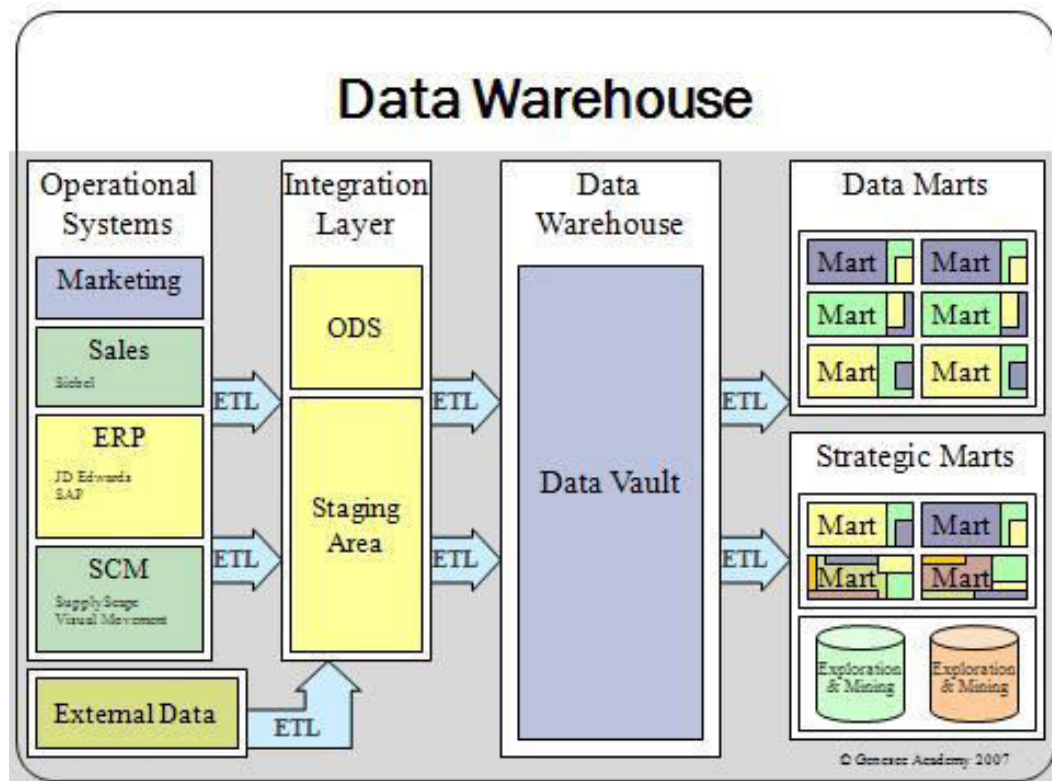 Data Warehouse
Operational
Systems
Marketing
Sales
Siebel
ERP
JD Edwards
SAP
SCM
SupplyScape
Visual Movement
External Data
ETL
ETL
ETL
Integration
Layer
ODS
Staging
Area
ETL
ETL
Data
Warehouse
Data Vault
ETL
ETL
Data Marts
Mart Mart
Mart Mart
Mart Mart
Strategic Marts
Mart Mart
Mart Mart
Exploration
& Mining
Exploration
& Mining
© Genesee Academy 2007